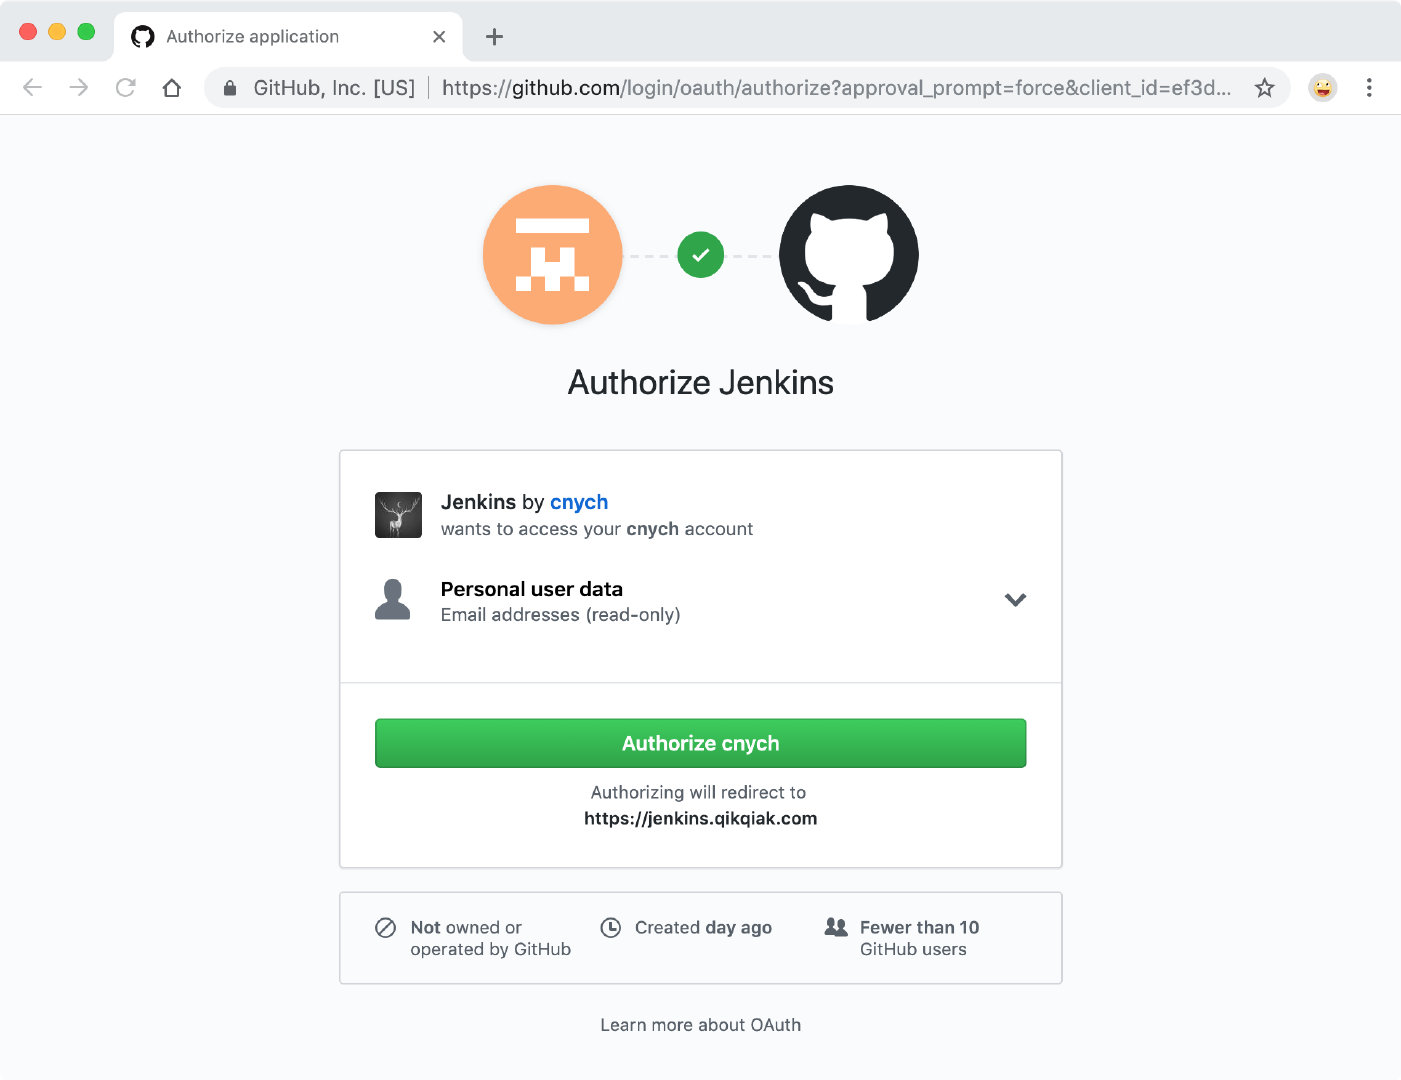 Authorize application
GitHub, Inc. [US] https://github.com/login/oauth/authorize?approval_prompt=force&client_id=ef3d...
Authorize Jenkins
Jenkins by cnych
wants to access your cnych account
Personal user data
Email addresses (read-only)
Authorize cnych
Authorizing will redirect to
https://jenkins.qikqiak.com
Not owned or
operated by GitHub
Created day ago
Fewer than 10
GitHub users
Learn more about OAuth